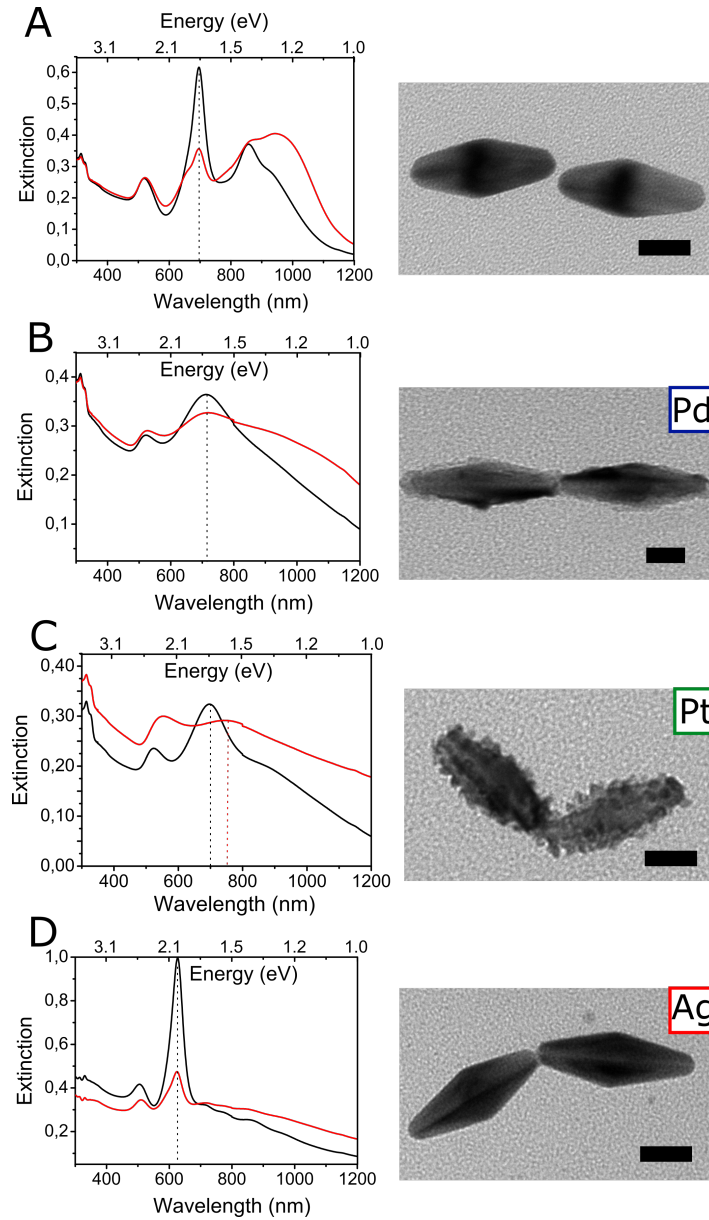 A
Energy (eV)
3.1 2.1 1.5 1.2 1.0
0,6
0,5
0,4
0,3
0,2
0,1
0,0
Extinction
400 600 800 1000 1200
Wavelength (nm)
B
3.1 2.1 1.5 1.2 1.0
Energy (eV)
0,4
0,3
0,2
0,1
Extinction
400 600 800 1000 1200
Wavelength (nm)
Pd
C
3.1 2.1 1.5 1.2 1.0
Energy (eV)
0,40
0,30
0,20
0,10
0,00
Extinction
400 600 800 1000 1200
Wavelength (nm)
Pt
D
3.1 2.1 1.5 1.2 1.0
Energy (eV)
1,0
0,8
0,6
0,4
0,2
Extinction
400 600 800 1000 1200
Wavelength (nm)
Ag